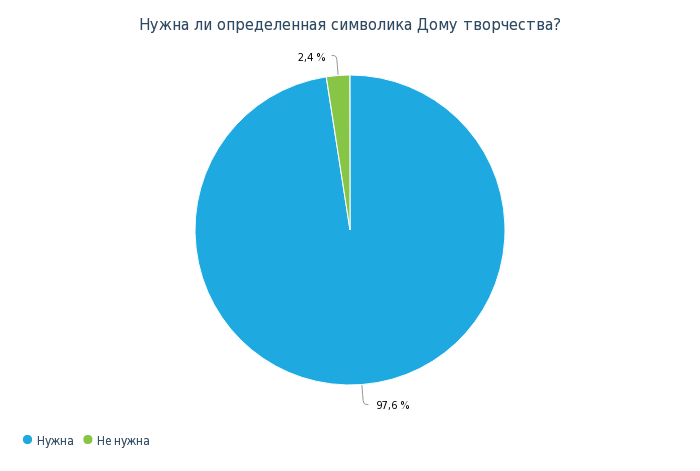 Нужна ли определенная символика Дому творчества?
2,4 %
97,6 %
Нужна
Не нужна